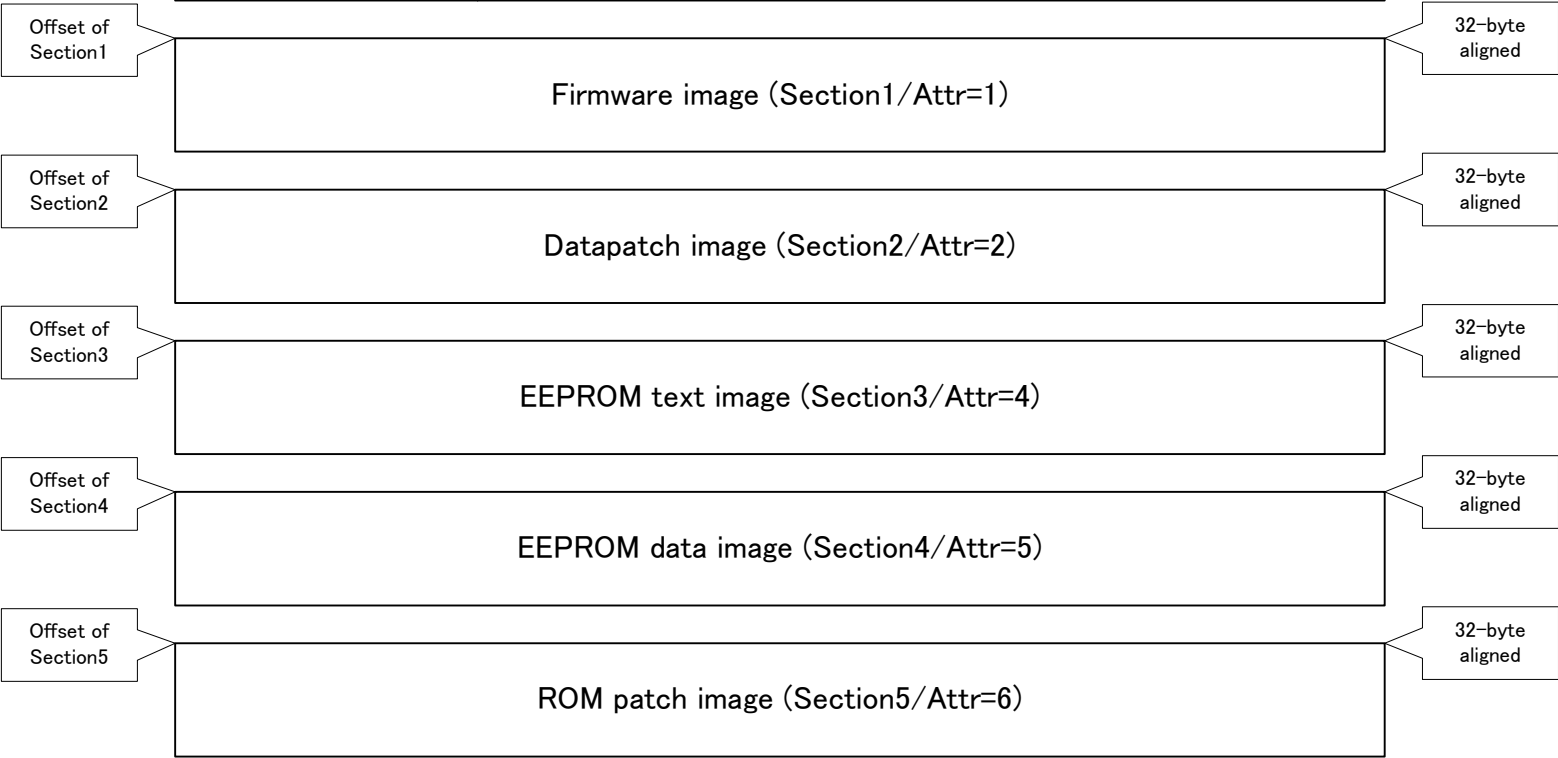 Offset of
Section1
32-byte
aligned
Firmware image (Section1/Attr=1)
Offset of
Section2
32-byte
aligned
Datapatch image (Section2/Attr=2)
Offset of
Section3
32-byte
aligned
EEPROM text image (Section3/Attr=4)
Offset of
Section4
32-byte
aligned
EEPROM data image (Section4/Attr=5)
Offset of
Section5
32-byte
aligned
ROM patch image (Section5/Attr=6)